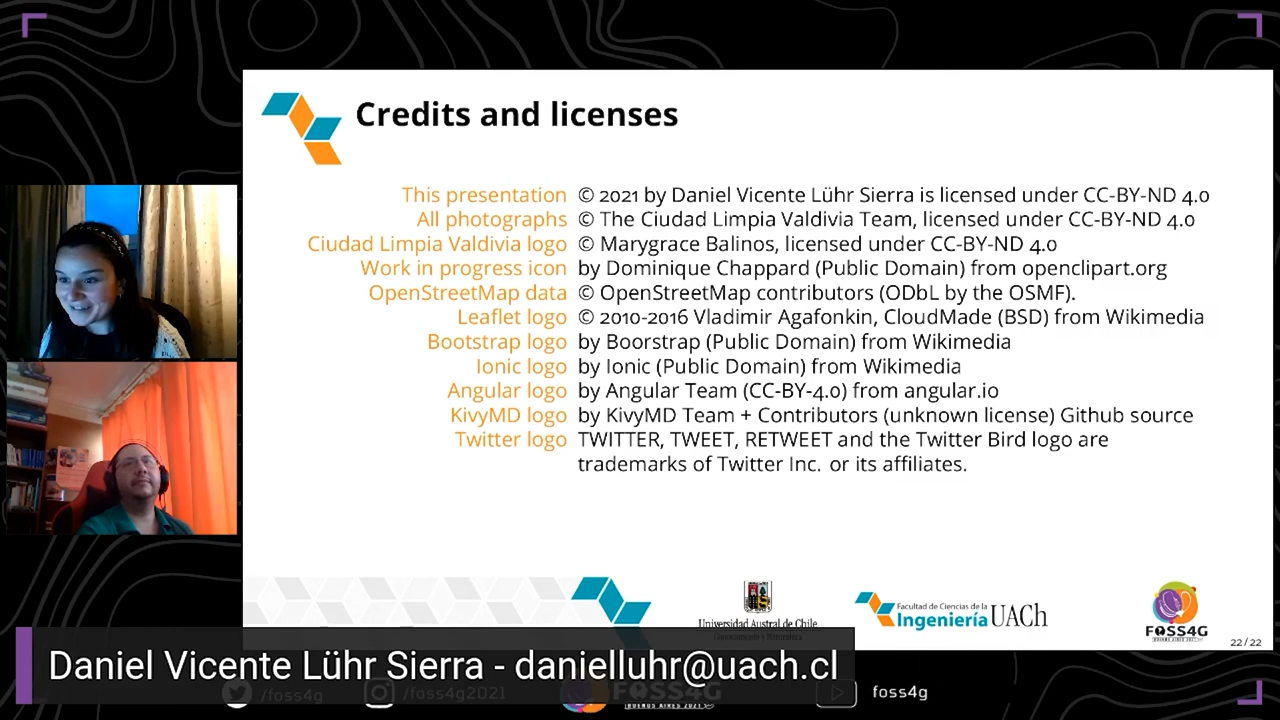 Credits and licenses
This presentation © 2021 by Daniel Vicente Lühr Sierra is licensed under CC-BY-ND 4.0
All photographs © The Ciudad Limpia Valdivia Team, licensed under CC-BY-ND 4.0
Ciudad Limpia Valdivia logo © Marygrace Balinos, licensed under CC-BY-ND 4.0
Work in progress icon by Dominique Chappard (Public Domain) from openclipart.org
OpenStreetMap data © OpenStreetMap contributors (ODbL by the OSMF).
Leaflet logo © 2010-2016 Vladimir Agafonkin, CloudMade (BSD) from Wikimedia
Bootstrap logo by Boorstrap (Public Domain) from Wikimedia
Ionic logo by Ionic (Public Domain) from Wikimedia
Angular logo by Angular Team (CC-BY-4.0) from angular.io
KivyMD logo by KivyMD Team + Contributors (unknown license) Github source
Twitter logo TWITTER, TWEET, RETWEET and the Twitter Bird logo are
trademarks of Twitter Inc. or its affiliates.
Universidad Austral de Chile
Facultad de Ciencias de la
Ingeniería UACh
FOSS4G
BUENOS AIRES 2021
22/22
Daniel Vicente Lühr Sierra - danielluhr@uach.cl
/foss4g
/foss4g2021
FOSS4G
BUENOS AIRES 2021
foss4g